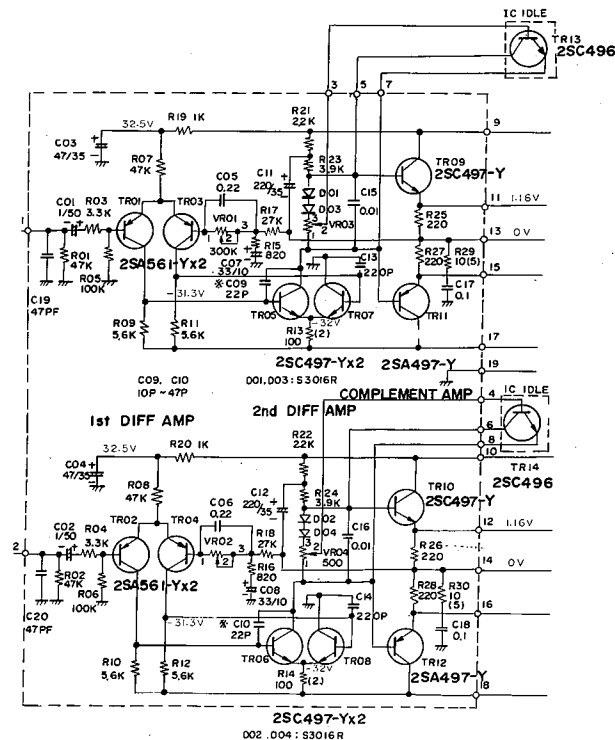 IC IDLE
TR13
2SC496
3
5
7
R21
2.2K
32.5V
R19 1K
9
C03
47/35
R07
47K
C05
0.22
C11
220/35
R23
3.9K
D01
D03
C15
0.01
TR09
2SC497-Y
11
1.16V
R25
220
C01
1/50
R03
3.3K
TR01
TR03
R17
27K
VR03
13
0V
1
VR01
1
2
3
300K
R15
820
R27
220
R29
10(5)
15
R01
47K
R05
100K
2SA561-Yx2
C07
33/10
C13
220P
C17
0.1
-31.3V
※C09
22P
C19
47PF
TR05
TR07
TR11
R09
5.6K
R11
5.6K
R13
100
-32V
(2)
17
2SC497-Yx2
2SA497-Y
19
C09, C10
10P~47P
D01,D03:S3016R
COMPLEMENT AMP
4
IC IDLE
1st DIFF AMP
2nd DIFF AMP
6
8
10
TR14
2SC496
R22
2.2K
32.5V
R20 1K
C04
47/35
R08
47K
C06
0.22
C12
220/35
R24
3.9K
D02
D04
C16
0.01
TR10
2SC497-Y
12
1.16V
R26
220
C02
1/50
R04
3.3K
TR02
TR04
R18
27K
VR04
500
14
0V
2
VR02
1
2
3
R16
820
R28
220
R30
10
(5)
16
R02
47K
R06
100K
2SA561-Yx2
C08
33/10
C14
220P
C18
0.1
-31.3V
※C10
22P
C20
47PF
TR06
TR08
TR12
2SA497-Y
R10
5.6K
R12
5.6K
R14
100
-32V
(2)
18
2SC497-Yx2
D02.D04:S3016R